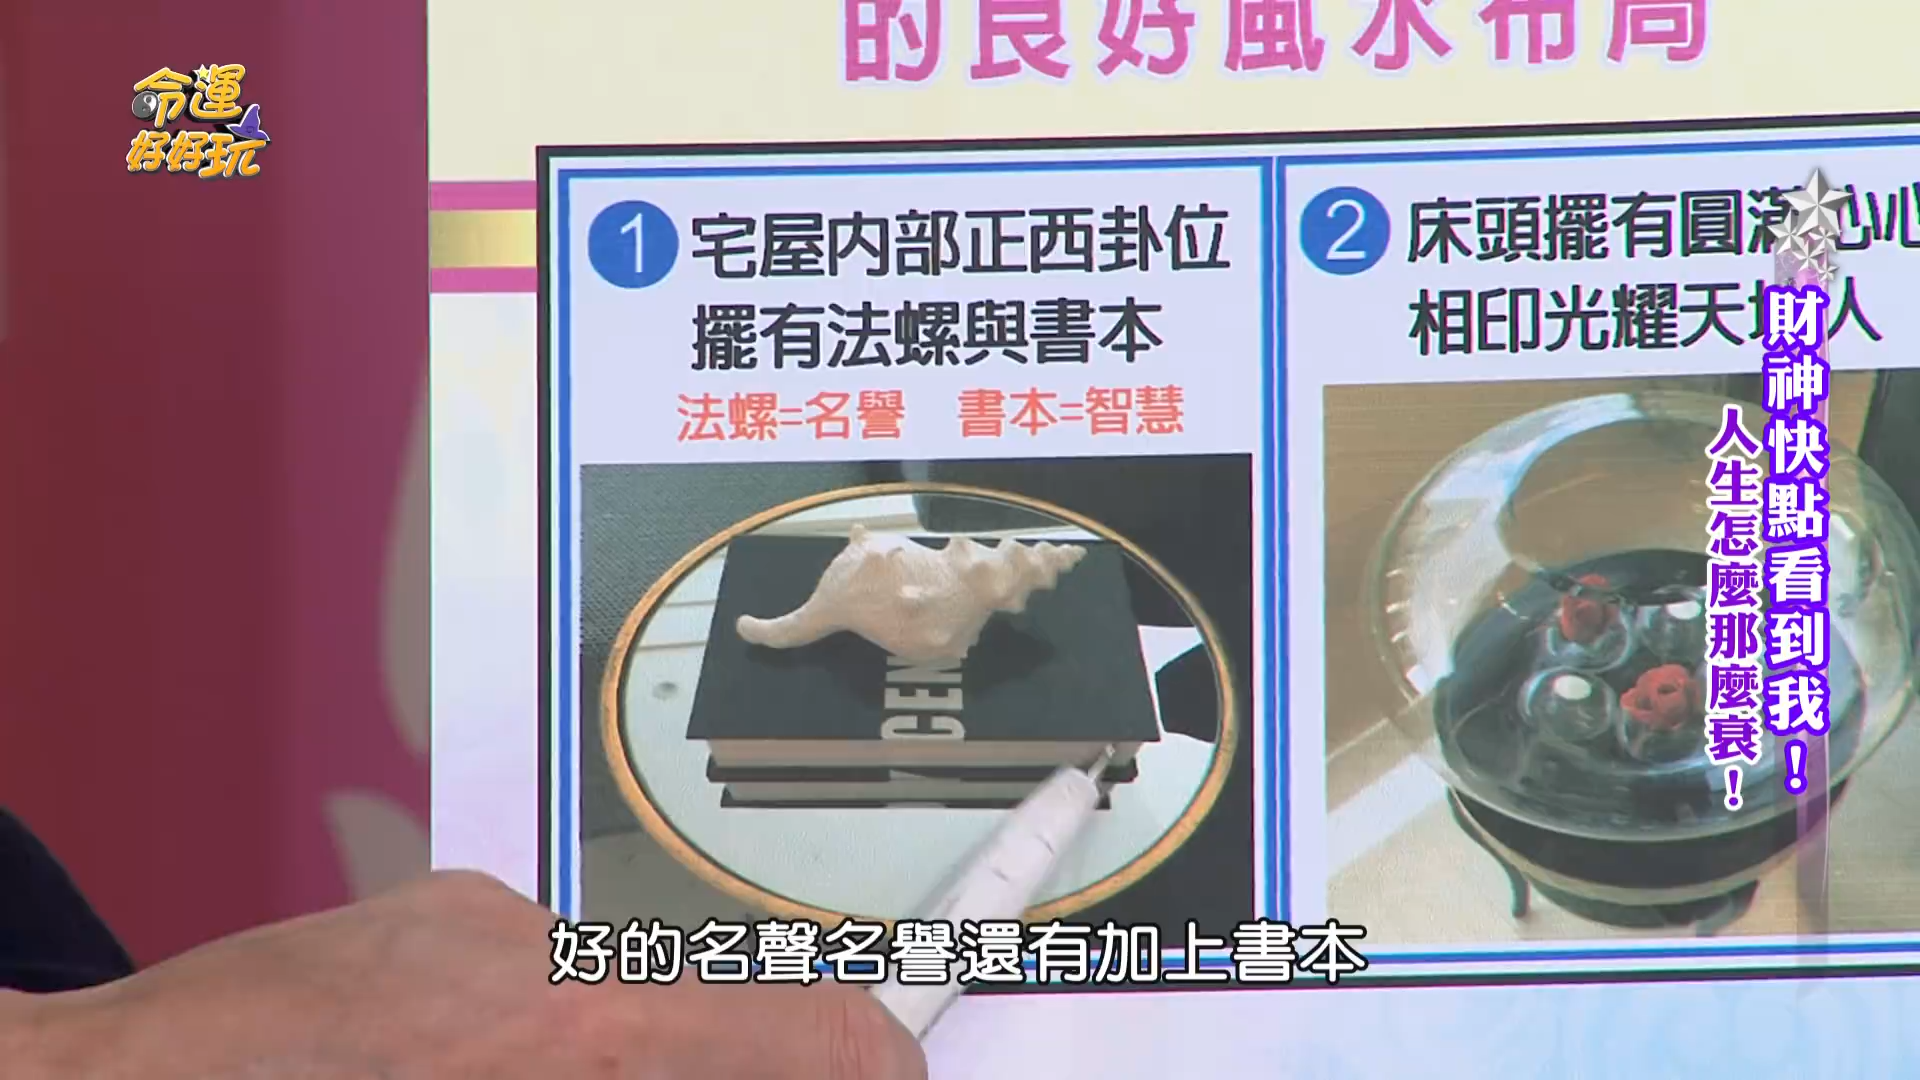 命運
好好玩
的良好風水布局
1 宅屋內部正西卦位
擺有法螺與書本
法螺=名譽 書本=智慧
CEN
2 床頭擺有圓滿心心
相印光耀天地人
財神快點看到我！
人生怎麼那麼衰！
好的名聲名譽還有加上書本